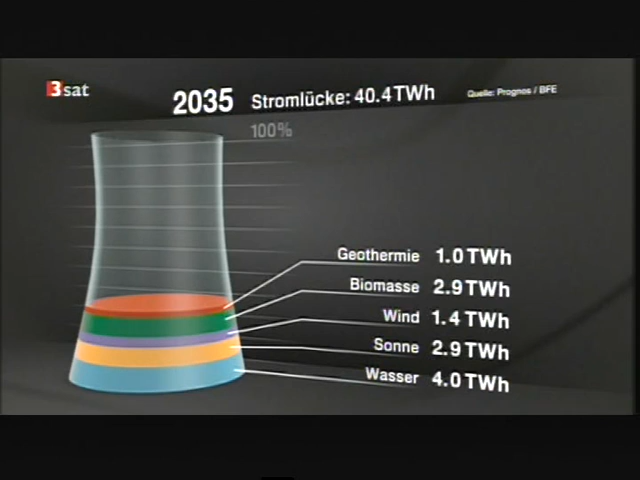 3sat
2035 Stromlücke: 40.4 TWh Quelle: Prognos / BFE
100%
Geothermie 1.0 TWh
Biomasse 2.9 TWh
Wind 1.4 TWh
Sonne 2.9 TWh
Wasser 4.0 TWh